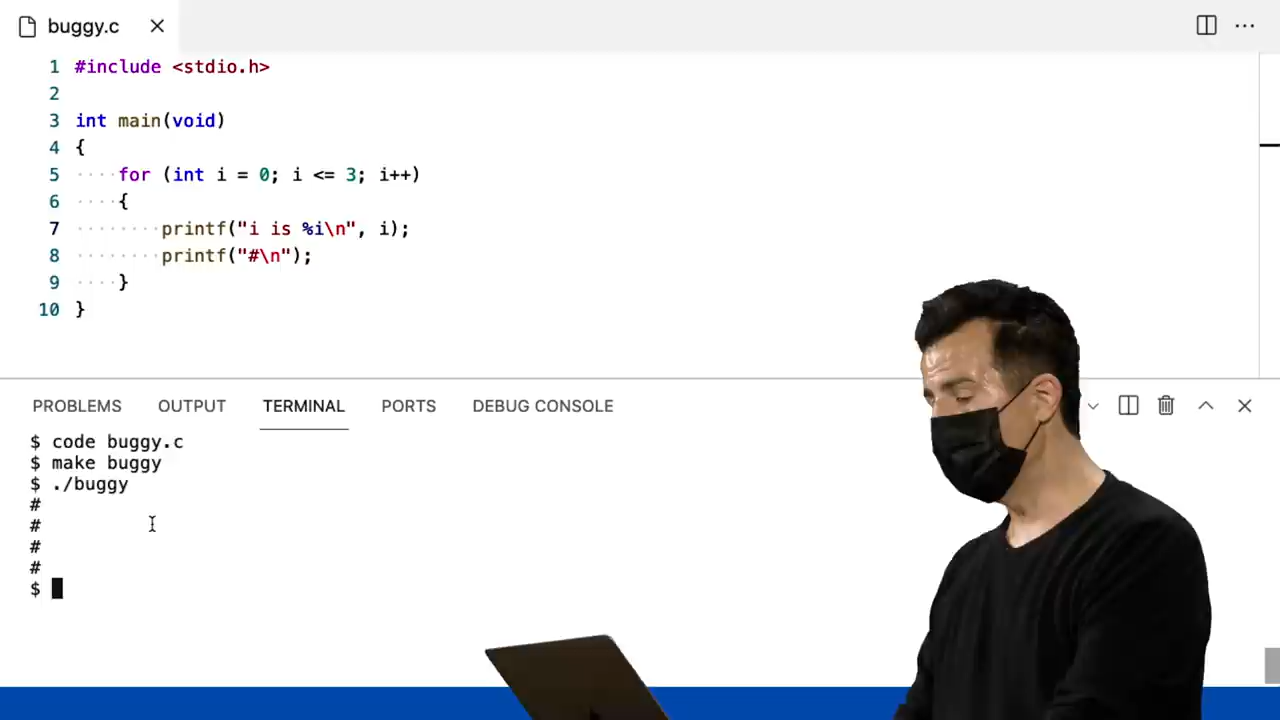 buggy.c
1 #include <stdio.h>
2
3 int main(void)
4 {
5 ····for (int i = 0; i <= 3; i++)
6 ····{
7 ········printf("i is %i\n", i);
8 ········printf("#\n");
9 ····}
10 }
PROBLEMS OUTPUT TERMINAL PORTS DEBUG CONSOLE
$ code buggy.c
$ make buggy
$ ./buggy
#
#
#
#
$